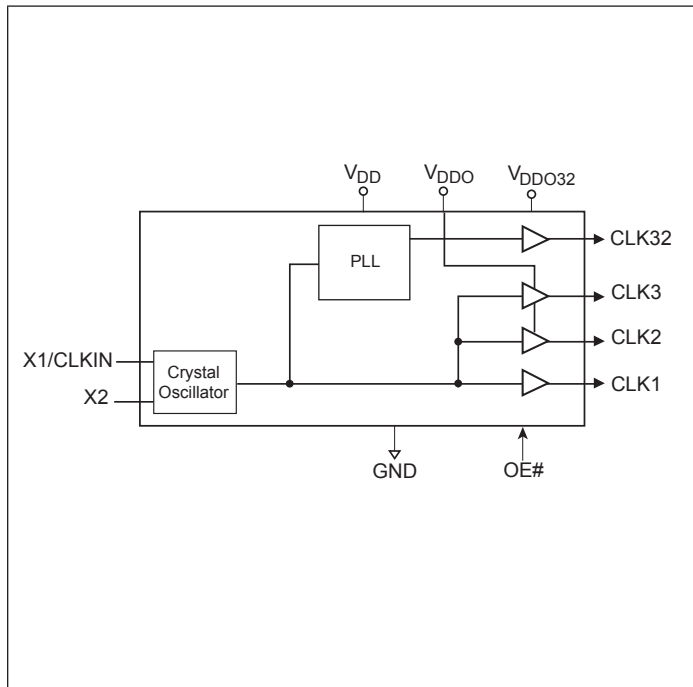 VDD
VDDO
VDDO32
PLL
CLK32
CLK3
CLK2
CLK1
X1/CLKIN
X2
Crystal
Oscillator
GND
OE#